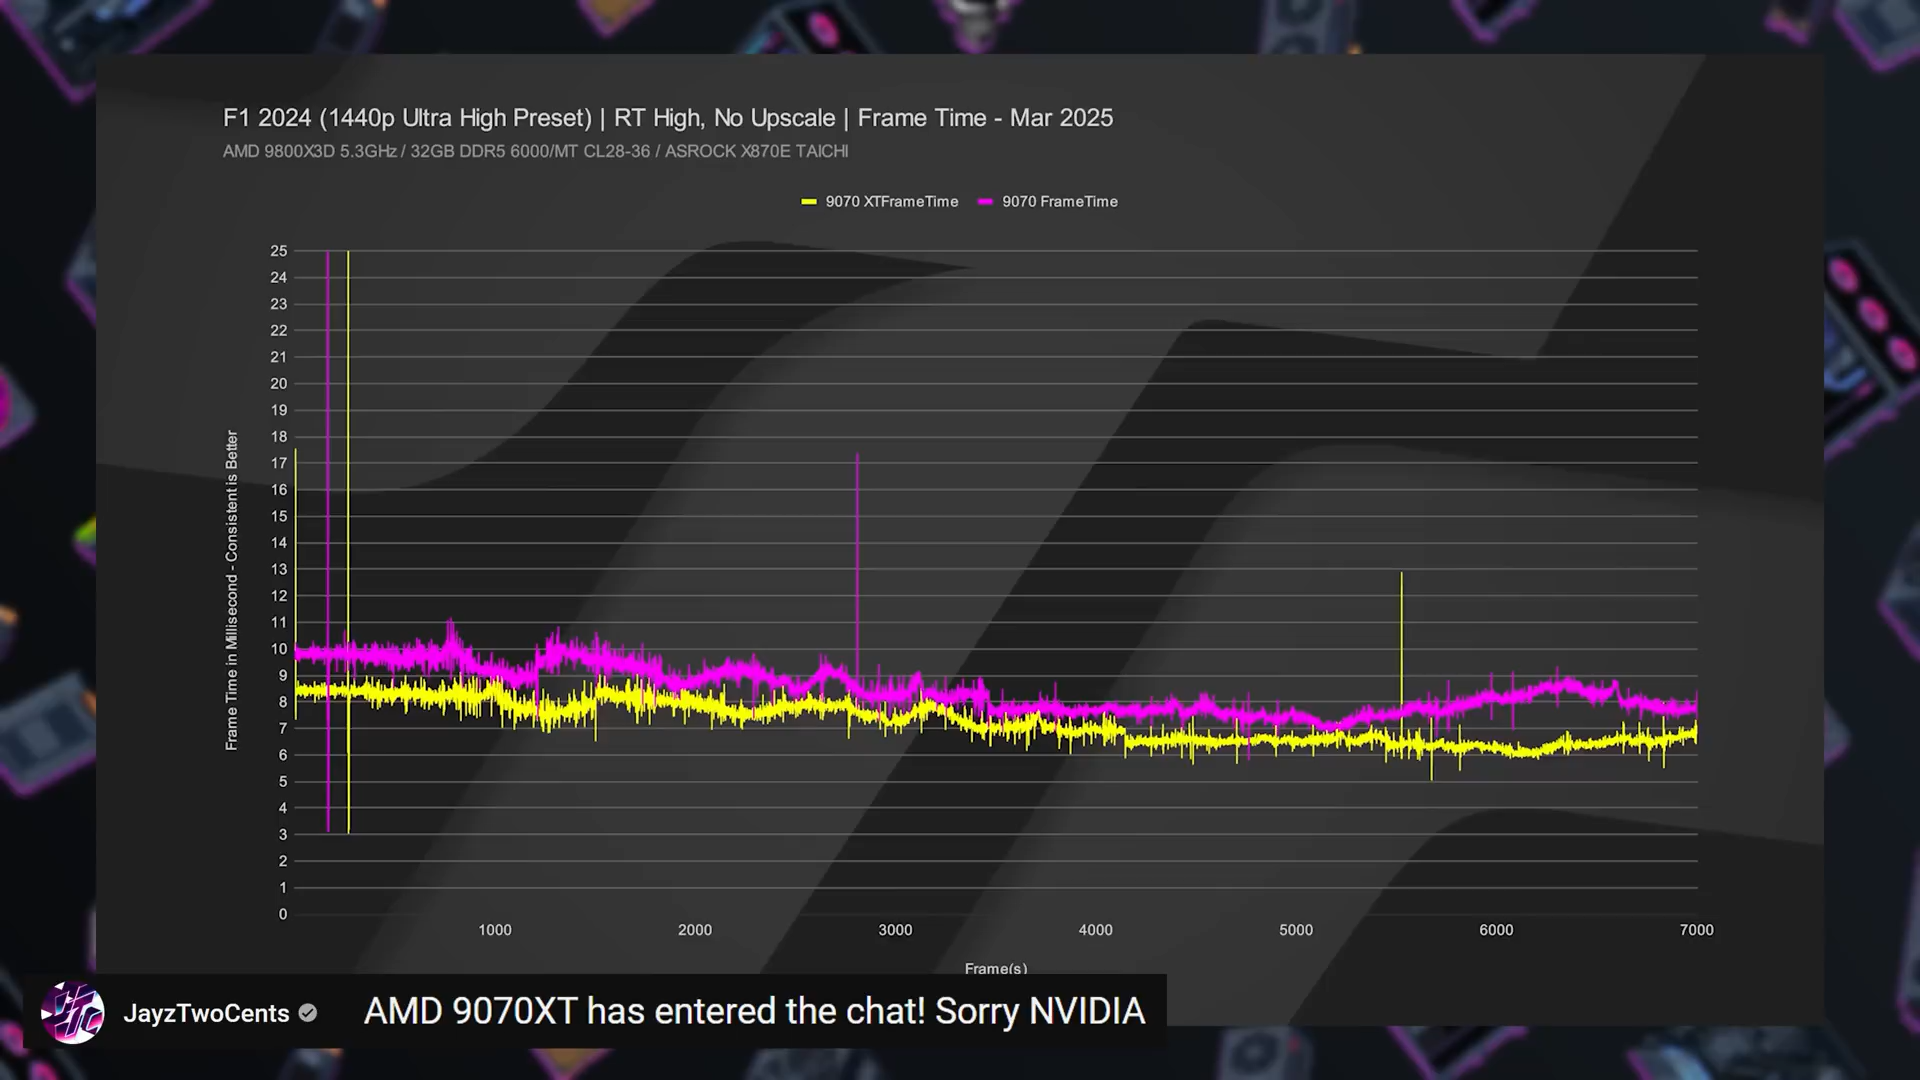 F1 2024 (1440p Ultra High Preset) | RT High, No Upscale | Frame Time - Mar 2025
AMD 9800X3D 5.3GHz / 32GB DDR5 6000/MT CL28-36 / ASROCK X870E TAICHI
9070 XTFrameTime
9070 FrameTime
Frame Time in Millisecond - Consistent is Better
25
24
23
22
21
20
19
18
17
16
15
14
13
12
11
10
9
8
7
6
5
4
3
2
1
0
1000 2000 3000 4000 5000 6000 7000
Frame(s)
JayzTwoCents
AMD 9070XT has entered the chat! Sorry NVIDIA